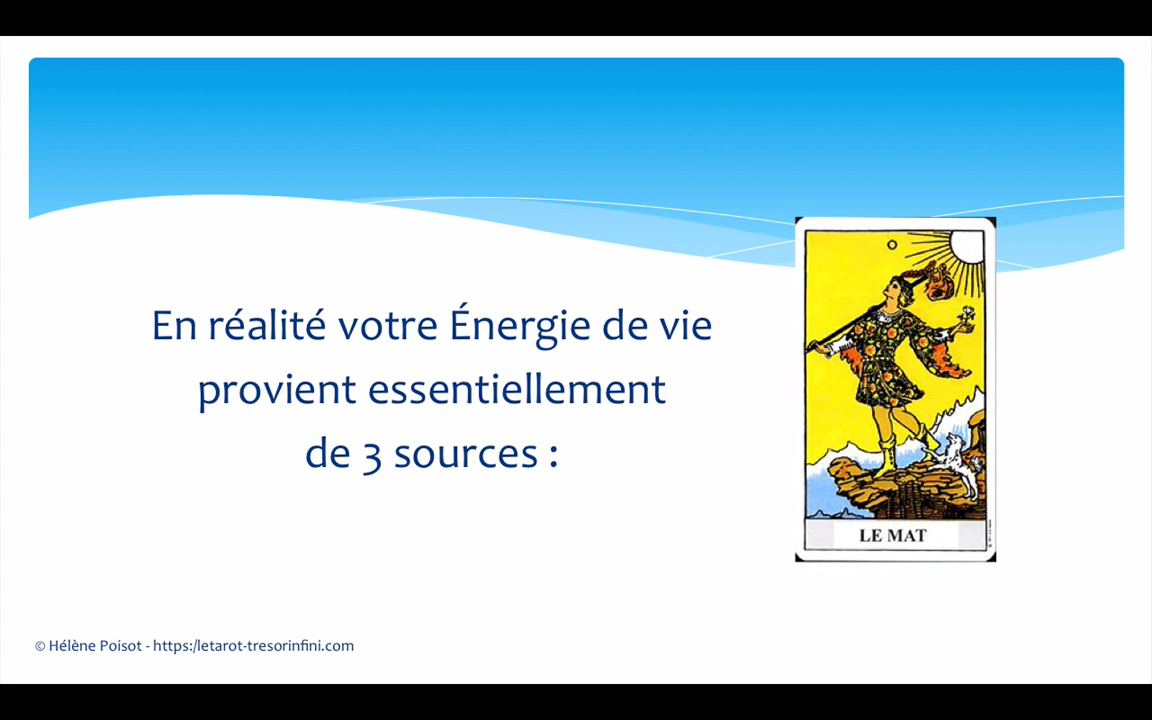 En réalité votre Énergie de vie
provient essentiellement
de 3 sources :
LE MAT
© Hélène Poisot - https:/letarot-tresorinfini.com